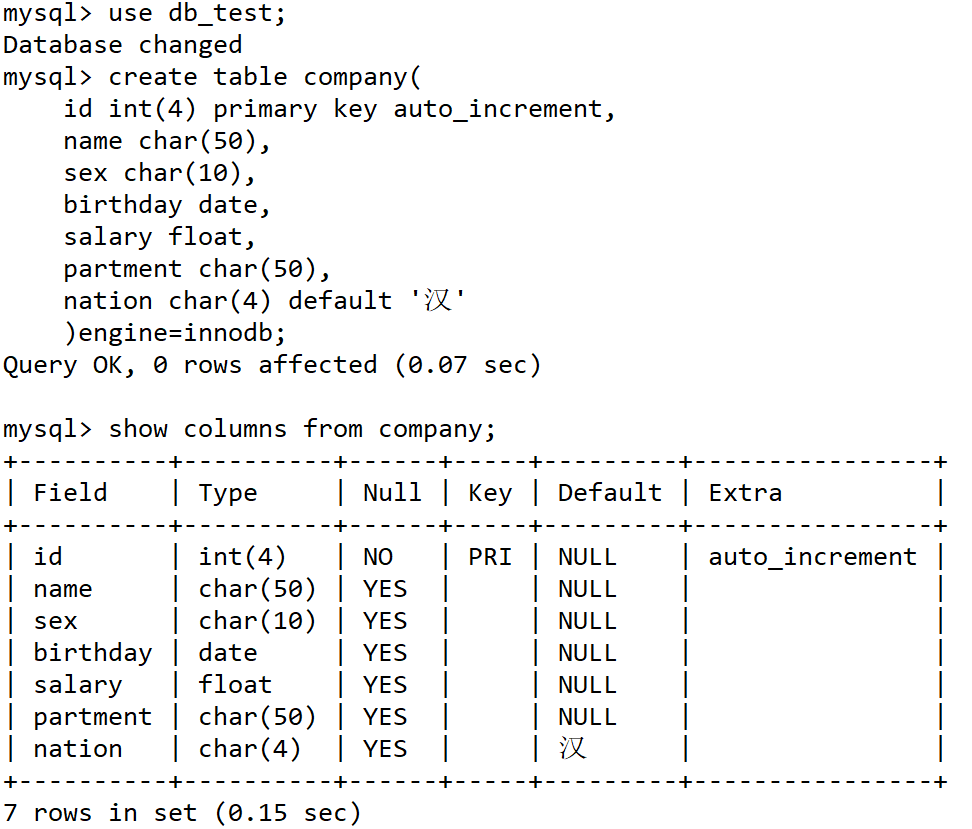 mysql> use db_test;
Database changed
mysql> create table company(
    id int(4) primary key auto_increment,
    name char(50),
    sex char(10),
    birthday date,
    salary float,
    partment char(50),
    nation char(4) default '汉'
    )engine=innodb;
Query OK, 0 rows affected (0.07 sec)

mysql> show columns from company;
+----------+----------+------+-----+---------+----------------+
| Field    | Type     | Null | Key | Default | Extra          |
+----------+----------+------+-----+---------+----------------+
| id       | int(4)   | NO   | PRI | NULL    | auto_increment |
| name     | char(50) | YES  |     | NULL    |                |
| sex      | char(10) | YES  |     | NULL    |                |
| birthday | date     | YES  |     | NULL    |                |
| salary   | float    | YES  |     | NULL    |                |
| partment | char(50) | YES  |     | NULL    |                |
| nation   | char(4)  | YES  |     | 汉      |                |
+----------+----------+------+-----+---------+----------------+
7 rows in set (0.15 sec)